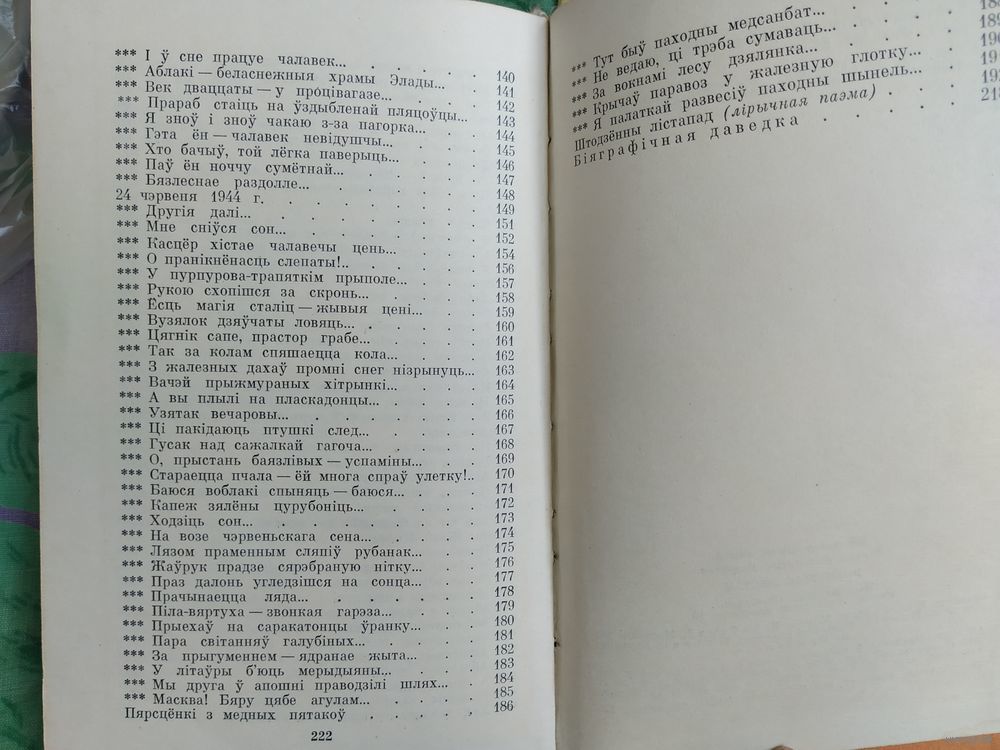 *** І ў сне працуе чалавек... . . . . . 140
*** Аблакі — беласнежныя храмы Элады... . 141
*** Век дваццаты — у процівагазе... . . . 142
*** Прараб стаіць на ўздыбленай пляцоўцы... 143
*** Я зноў і зноў чакаю з-за пагорка... . . 144
*** Гэта ён — чалавек невідушчы... . . . 145
*** Хто бачыў, той лёгка паверыць... . . . 146
*** Паў ён ноччу сумётнай... . . . . 147
*** Бязлеснае раздолле... . . . . . 148
24 чэрвеня 1944 г. . . . . . . 149
*** Другія далі... . . . . . . 151
*** Мне сніўся сон... . . . . . 152
*** Касцёр хістае чалавечы цень... . . . 154
*** О пранікнёнасць слепаты!.. . . . . 156
*** У пурпурова-трапяткім прыполе... . . 157
*** Рукою схопішся за скронь... . . . . 158
*** Ёсць магія сталіц — жывыя цені... . . 159
*** Вузялок дзяўчаты ловяць... . . . . 160
*** Цягнік сапе, прастор грабе... . . . . 161
*** Так за колам спяшаецца кола... . . . 162
*** З жалезных дахаў промні снег нізрынуць... 163
*** Вачэй прыжмураных хітрынкі... . . . 164
*** А вы плылі на пласкадонцы... . . . 165
*** Узятак вечаровы... . . . . . 166
*** Ці пакідаюць птушкі след... . . . . 167
*** Гусак над сажалкай гагоча... . . . . 168
*** О, прыстань баязлівых — успаміны... . . 169
*** Стараецца пчала — ёй многа спраў улетку!.. 170
*** Баюся воблакі спыняць — баюся... . . . 171
*** Капеж зялёны цурубоніць... . . . . 172
*** Ходзіць сон... . . . . . . 173
*** На возе чэрвеньскага сена... . . . . 174
*** Лязом праменным сляпіў рубанак... . . 175
*** Жаўрук прадзе сярэбраную нітку... . . 176
*** Праз далонь угледзішся на сонца... . . 177
*** Прачынаецца ляда... . . . . . 178
*** Піла-вяртуха — звонкая гарэза... . . . 179
*** Прыехаў на саракатонцы ўранку... . . 180
*** Пара світанняў галубіных... . . . . 181
*** За прыгуменнем — ядранае жыта... . . 182
*** У літаўры б'юць мерыдыяны... . . . 183
*** Мы друга ў апошні праводзілі шлях... . 184
*** Масква! Бяру цябе агулам... . . . . 185
Пярсцёнкі з медных пятакоў . . . . . 186
222
*** Тут быў паходны медсанбат... . . .
*** Не ведаю, ці трэба сумаваць... . . .
*** За вокнамі лесу дзялянка... . . .
*** Крычаў паравоз у жалезную глотку... . .
*** Я палаткай развесіў паходны шынель... .
Штодзённы лістапад (лірычная паэма) . .
Біяграфічная даведка . . . .